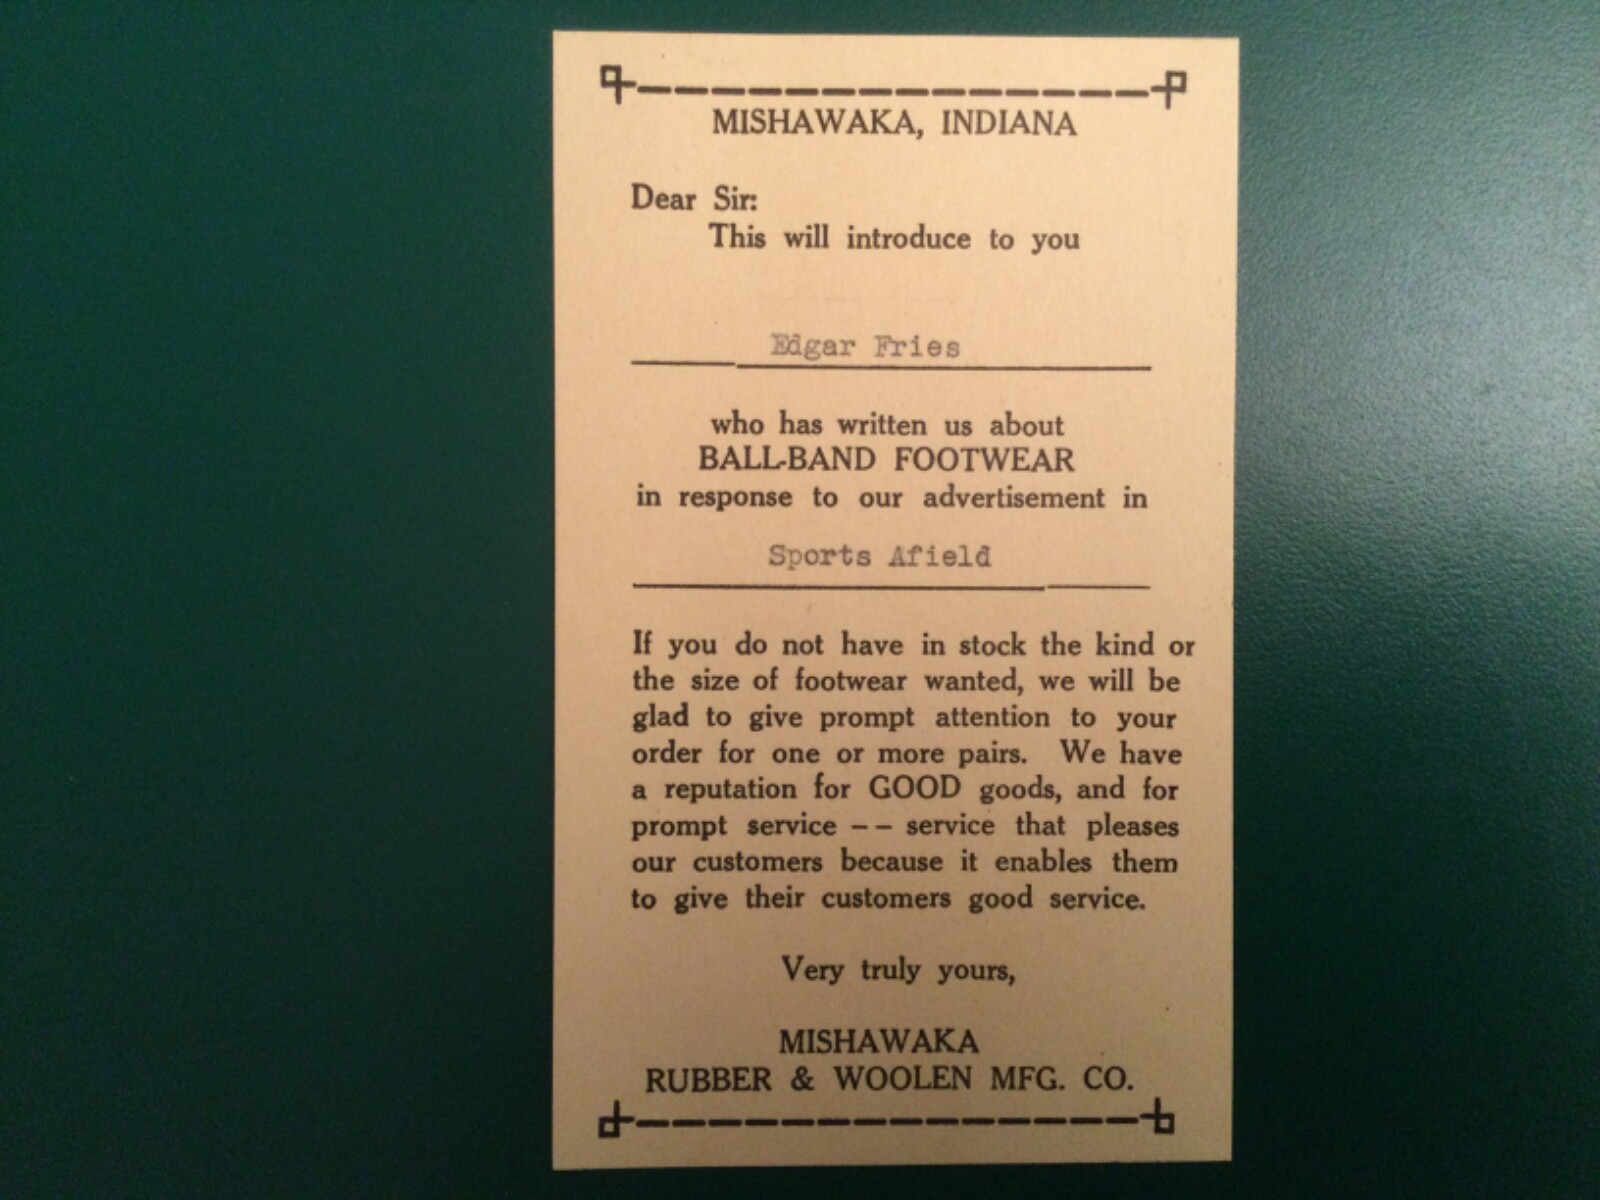 MISHAWAKA, INDIANA
Dear Sir:
This will introduce to you
Edgar Fries
who has written us about
BALL-BAND FOOTWEAR
in response to our advertisement in
Sports Afield
If you do not have in stock the kind or
the size of footwear wanted, we will be
glad to give prompt attention to your
order for one or more pairs. We have
a reputation for GOOD goods, and for
prompt service -- service that pleases
our customers because it enables them
to give their customers good service.
Very truly yours,
MISHAWAKA
RUBBER & WOOLEN MFG. CO.